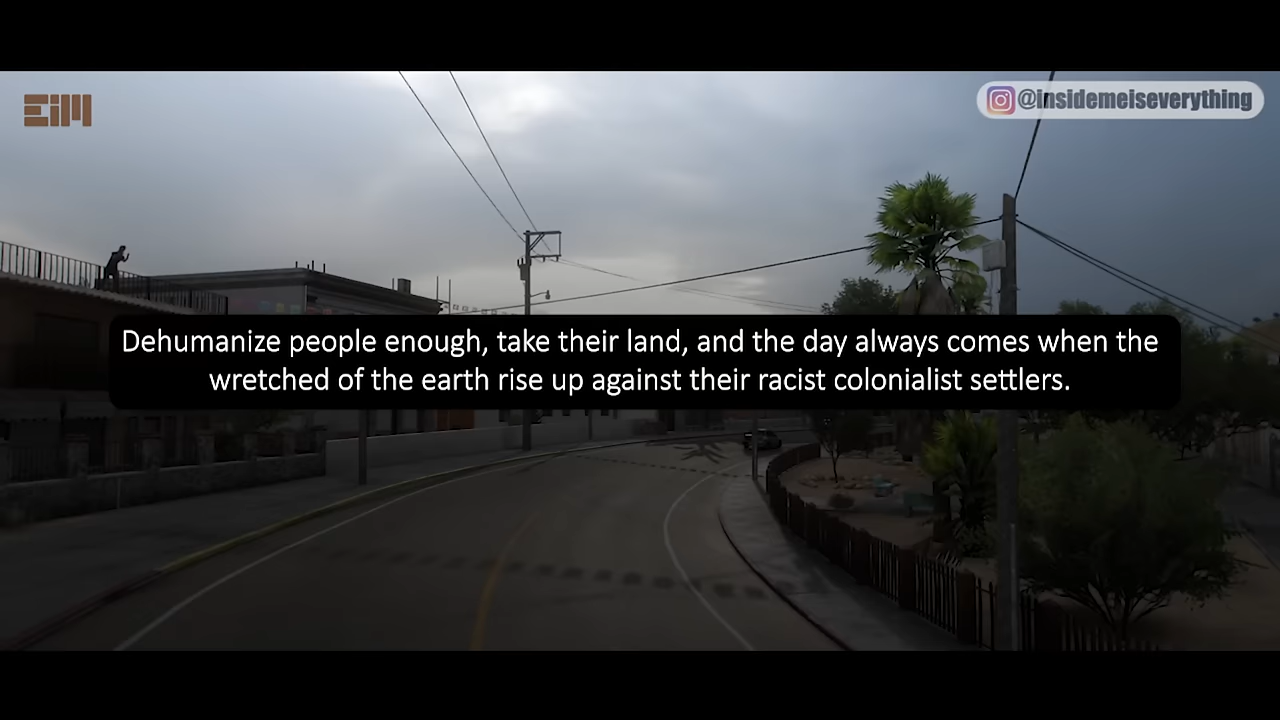 EiM
@insidemeiseverything
Dehumanize people enough, take their land, and the day always comes when the
wretched of the earth rise up against their racist colonialist settlers.